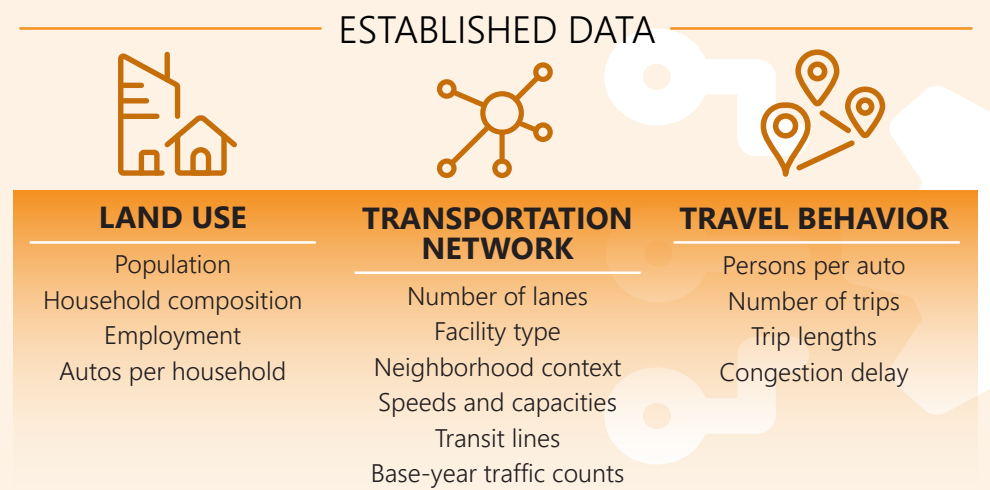 ESTABLISHED DATA
LAND USE
Population
Household composition
Employment
Autos per household
TRANSPORTATION
NETWORK
Number of lanes
Facility type
Neighborhood context
Speeds and capacities
Transit lines
Base-year traffic counts
TRAVEL BEHAVIOR
Persons per auto
Number of trips
Trip lengths
Congestion delay